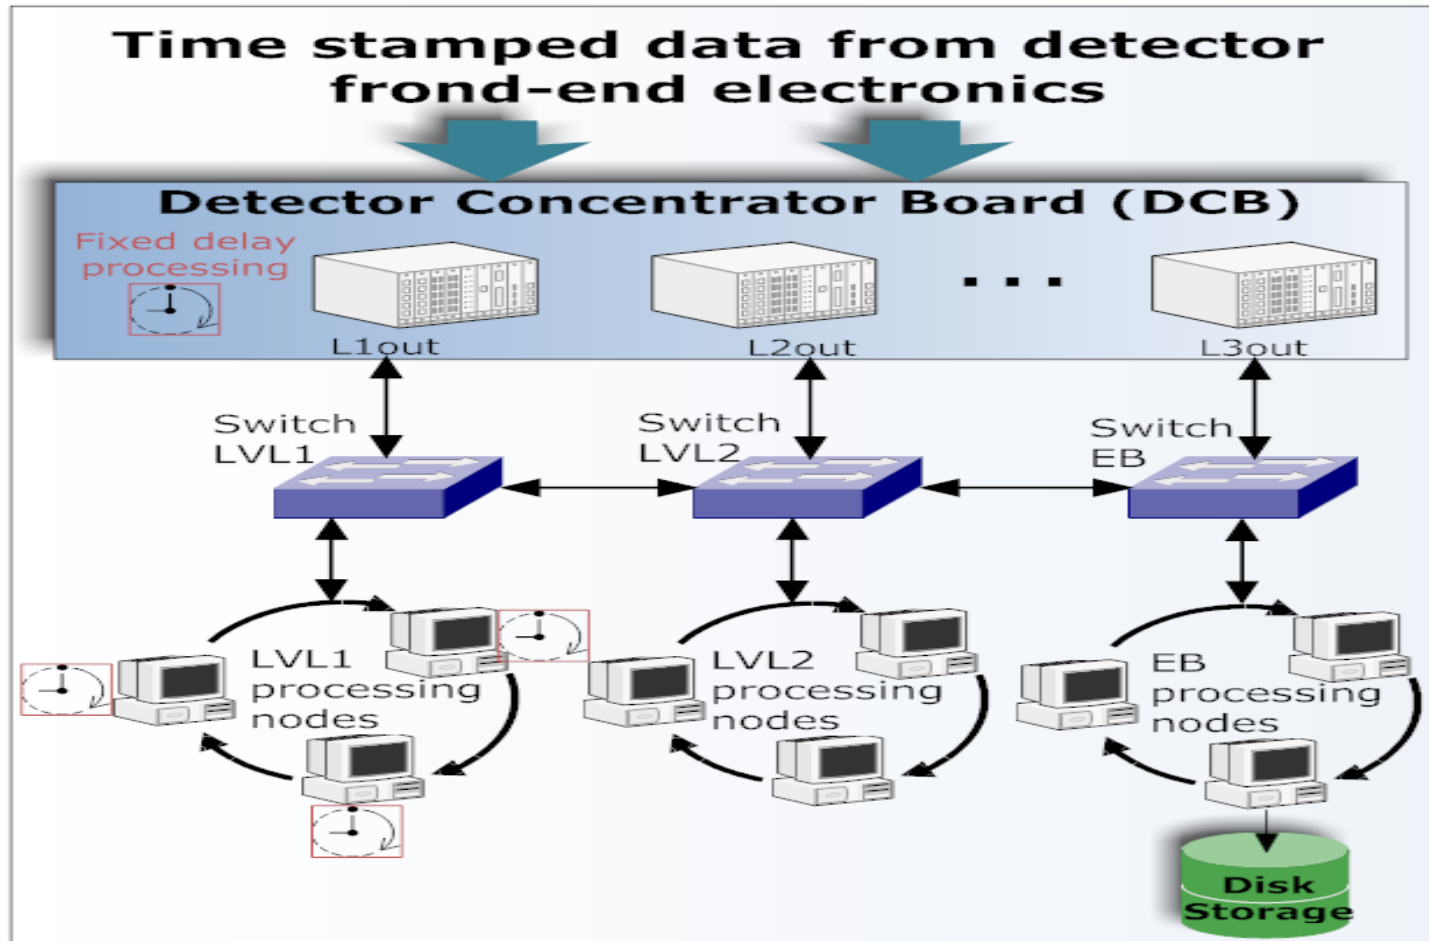 Time stamped data from detector
frond-end electronics
Detector Concentrator Board (DCB)
Fixed delay
processing
...
L1out
L2out
L3out
Switch
LVL1
Switch
LVL2
Switch
EB
LVL1
processing
nodes
LVL2
processing
nodes
EB
processing
nodes
Disk
Storage